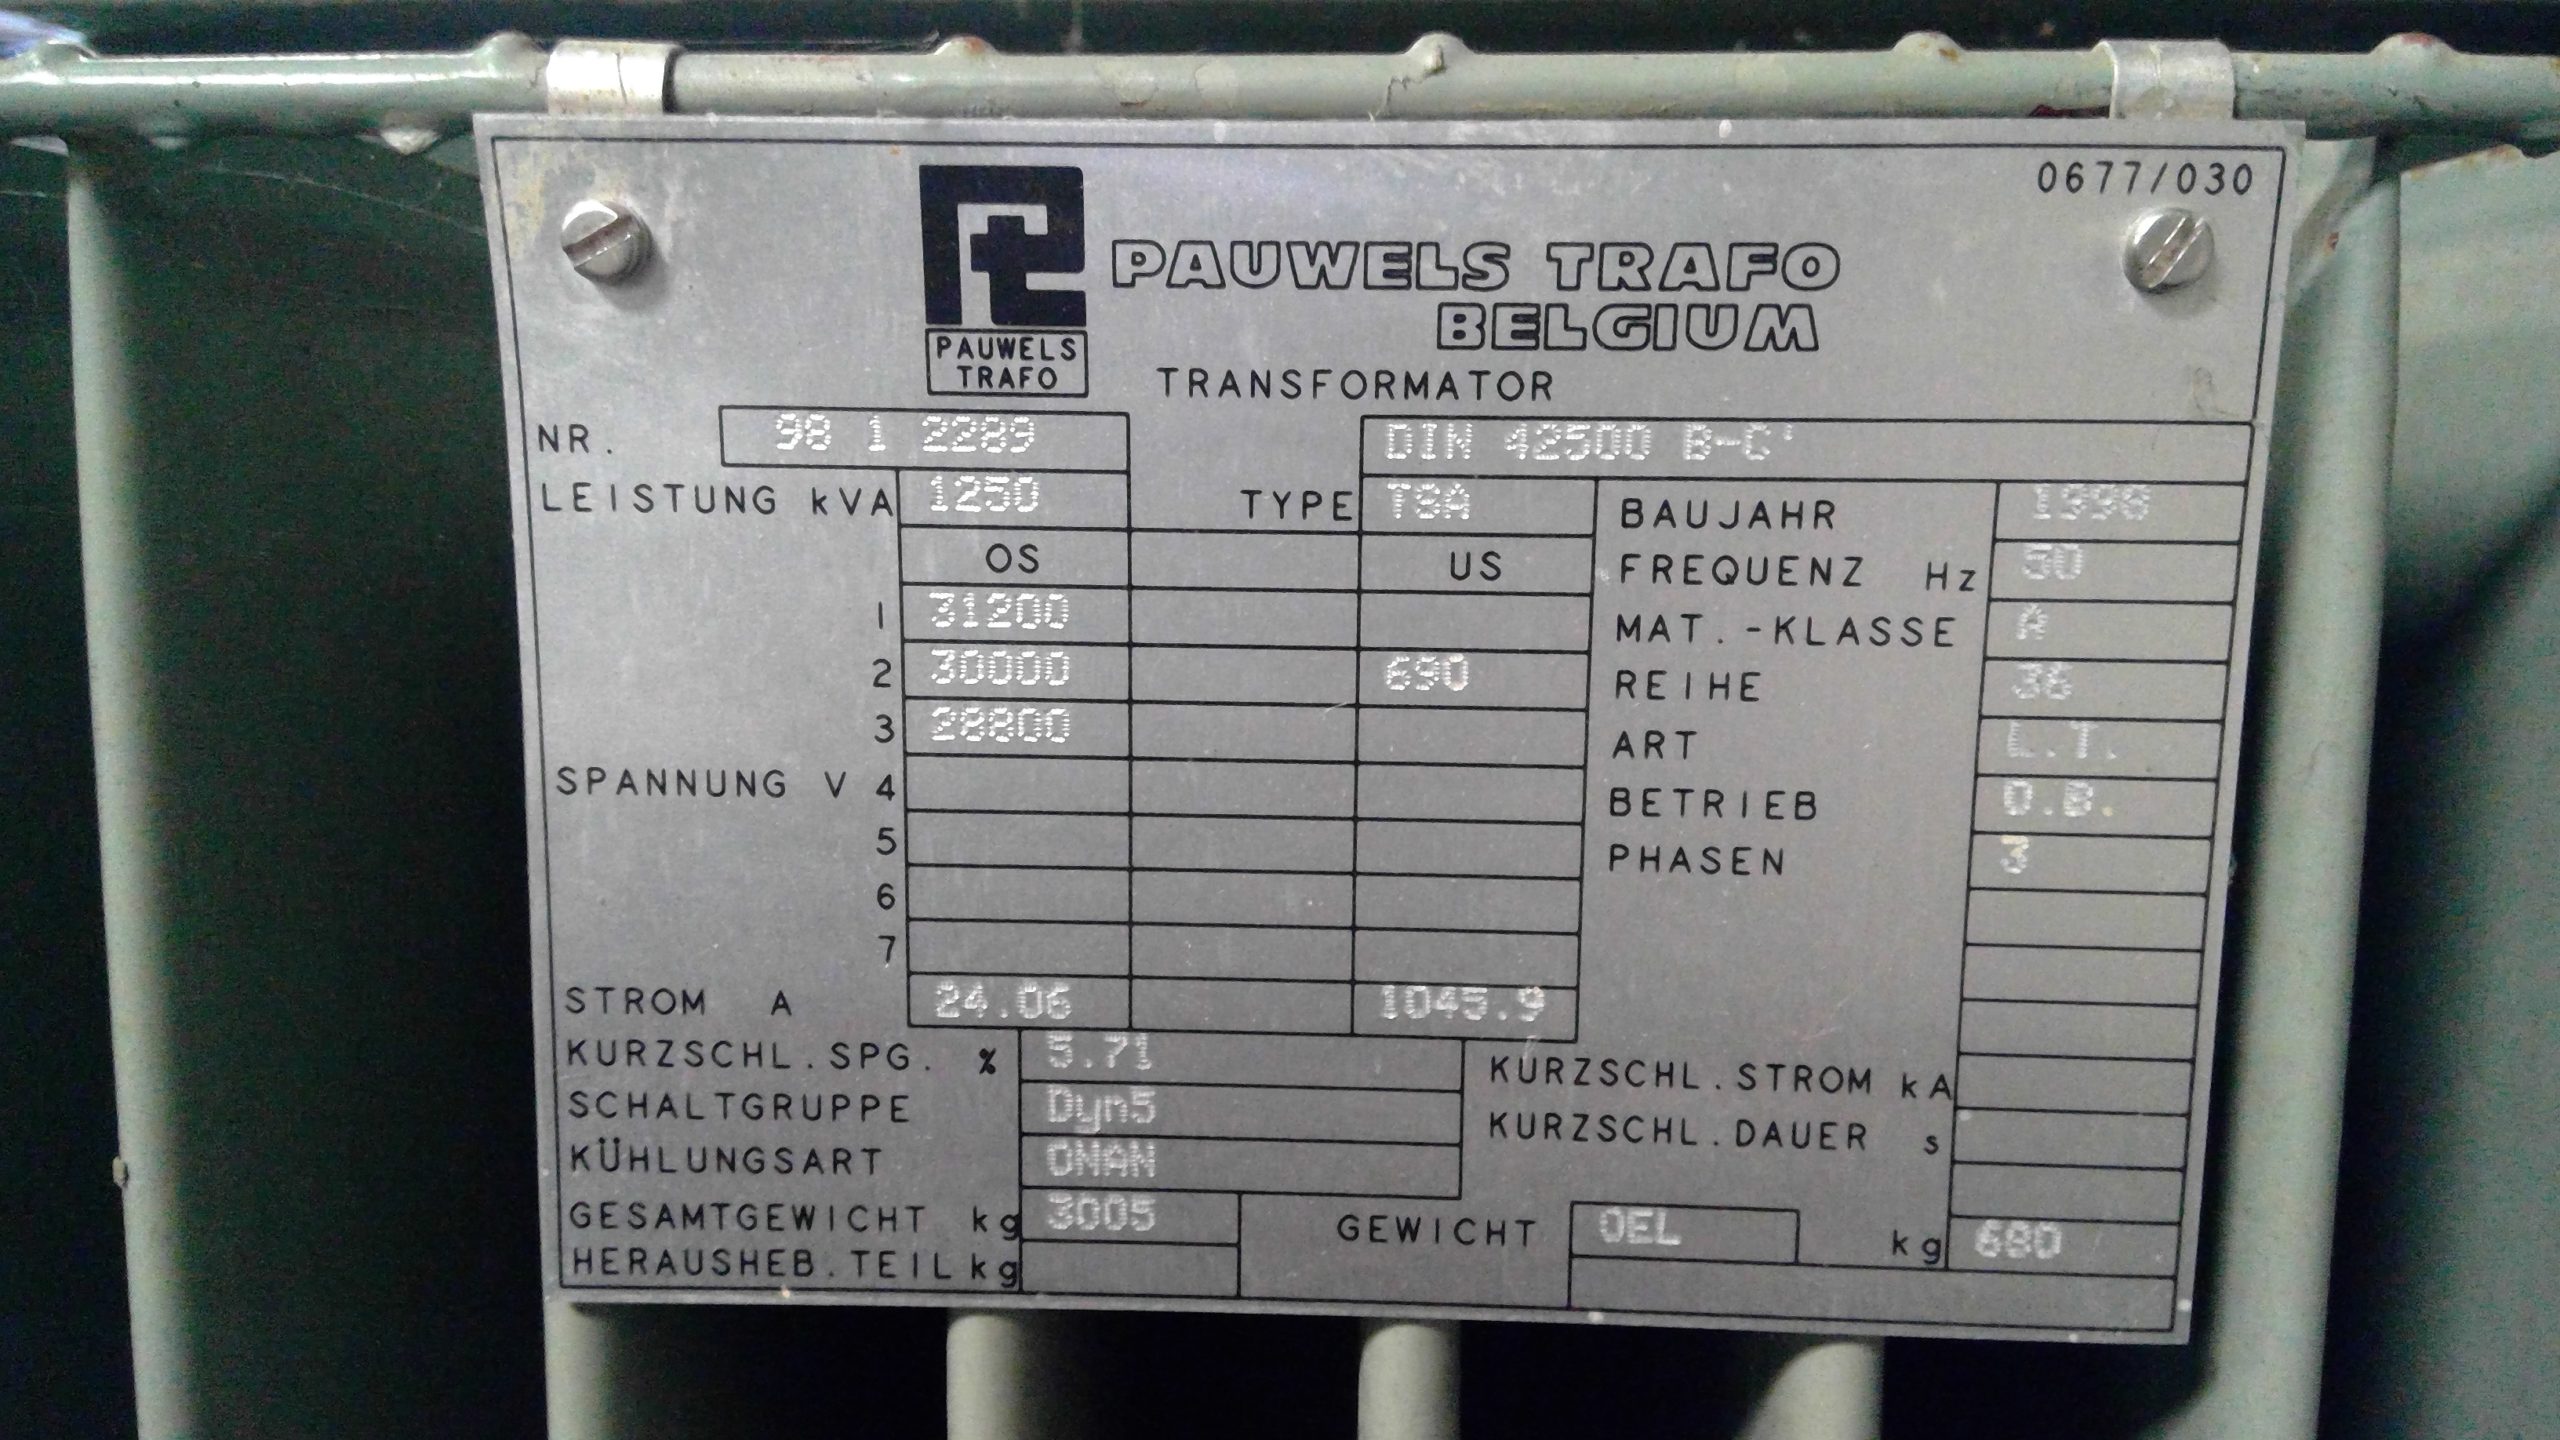 0677/030
PAUWELS TRAFO
BELGIUM
PAUWELS
TRAFO
TRANSFORMATOR
NR. 98 1 2289 DIN 42500 B-C'
LEISTUNG kVA 1250 TYPE TSA BAUJAHR 1998
OS US FREQUENZ Hz 50
1 31200 MAT.-KLASSE A
2 30000 690 REIHE 36
3 28800 ART L.T.
SPANNUNG V 4 BETRIEB D.B.
5 PHASEN 3
6
7
STROM A 24.06 1045.9
KURZSCHL.SPG. % 5.71 KURZSCHL.STROM kA
SCHALTGRUPPE Dyn5 KURZSCHL.DAUER s
KÜHLUNGSART ONAN
GESAMTGEWICHT kg 3005 GEWICHT OEL kg 680
HERAUSHEB.TEIL kg